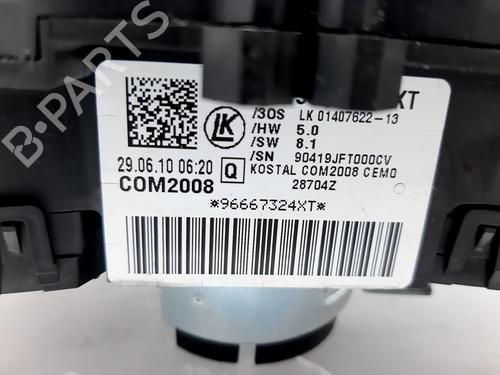 B-PARTS
XT
/3OS LK 01407622-13
/HW 5.0
/SW 8.1
/SN 90419JFT000CV
LK
29.06.10 06:20 Q KOSTAL COM2008 CEM0
COM2008 28704Z
*96667324XT*